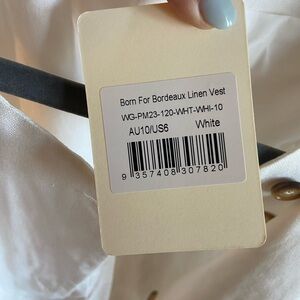 Born For Bordeaux Linen Vest
WG-PM23-120-WHT-WHI-10
AU10/US6 White
9 357408 307820